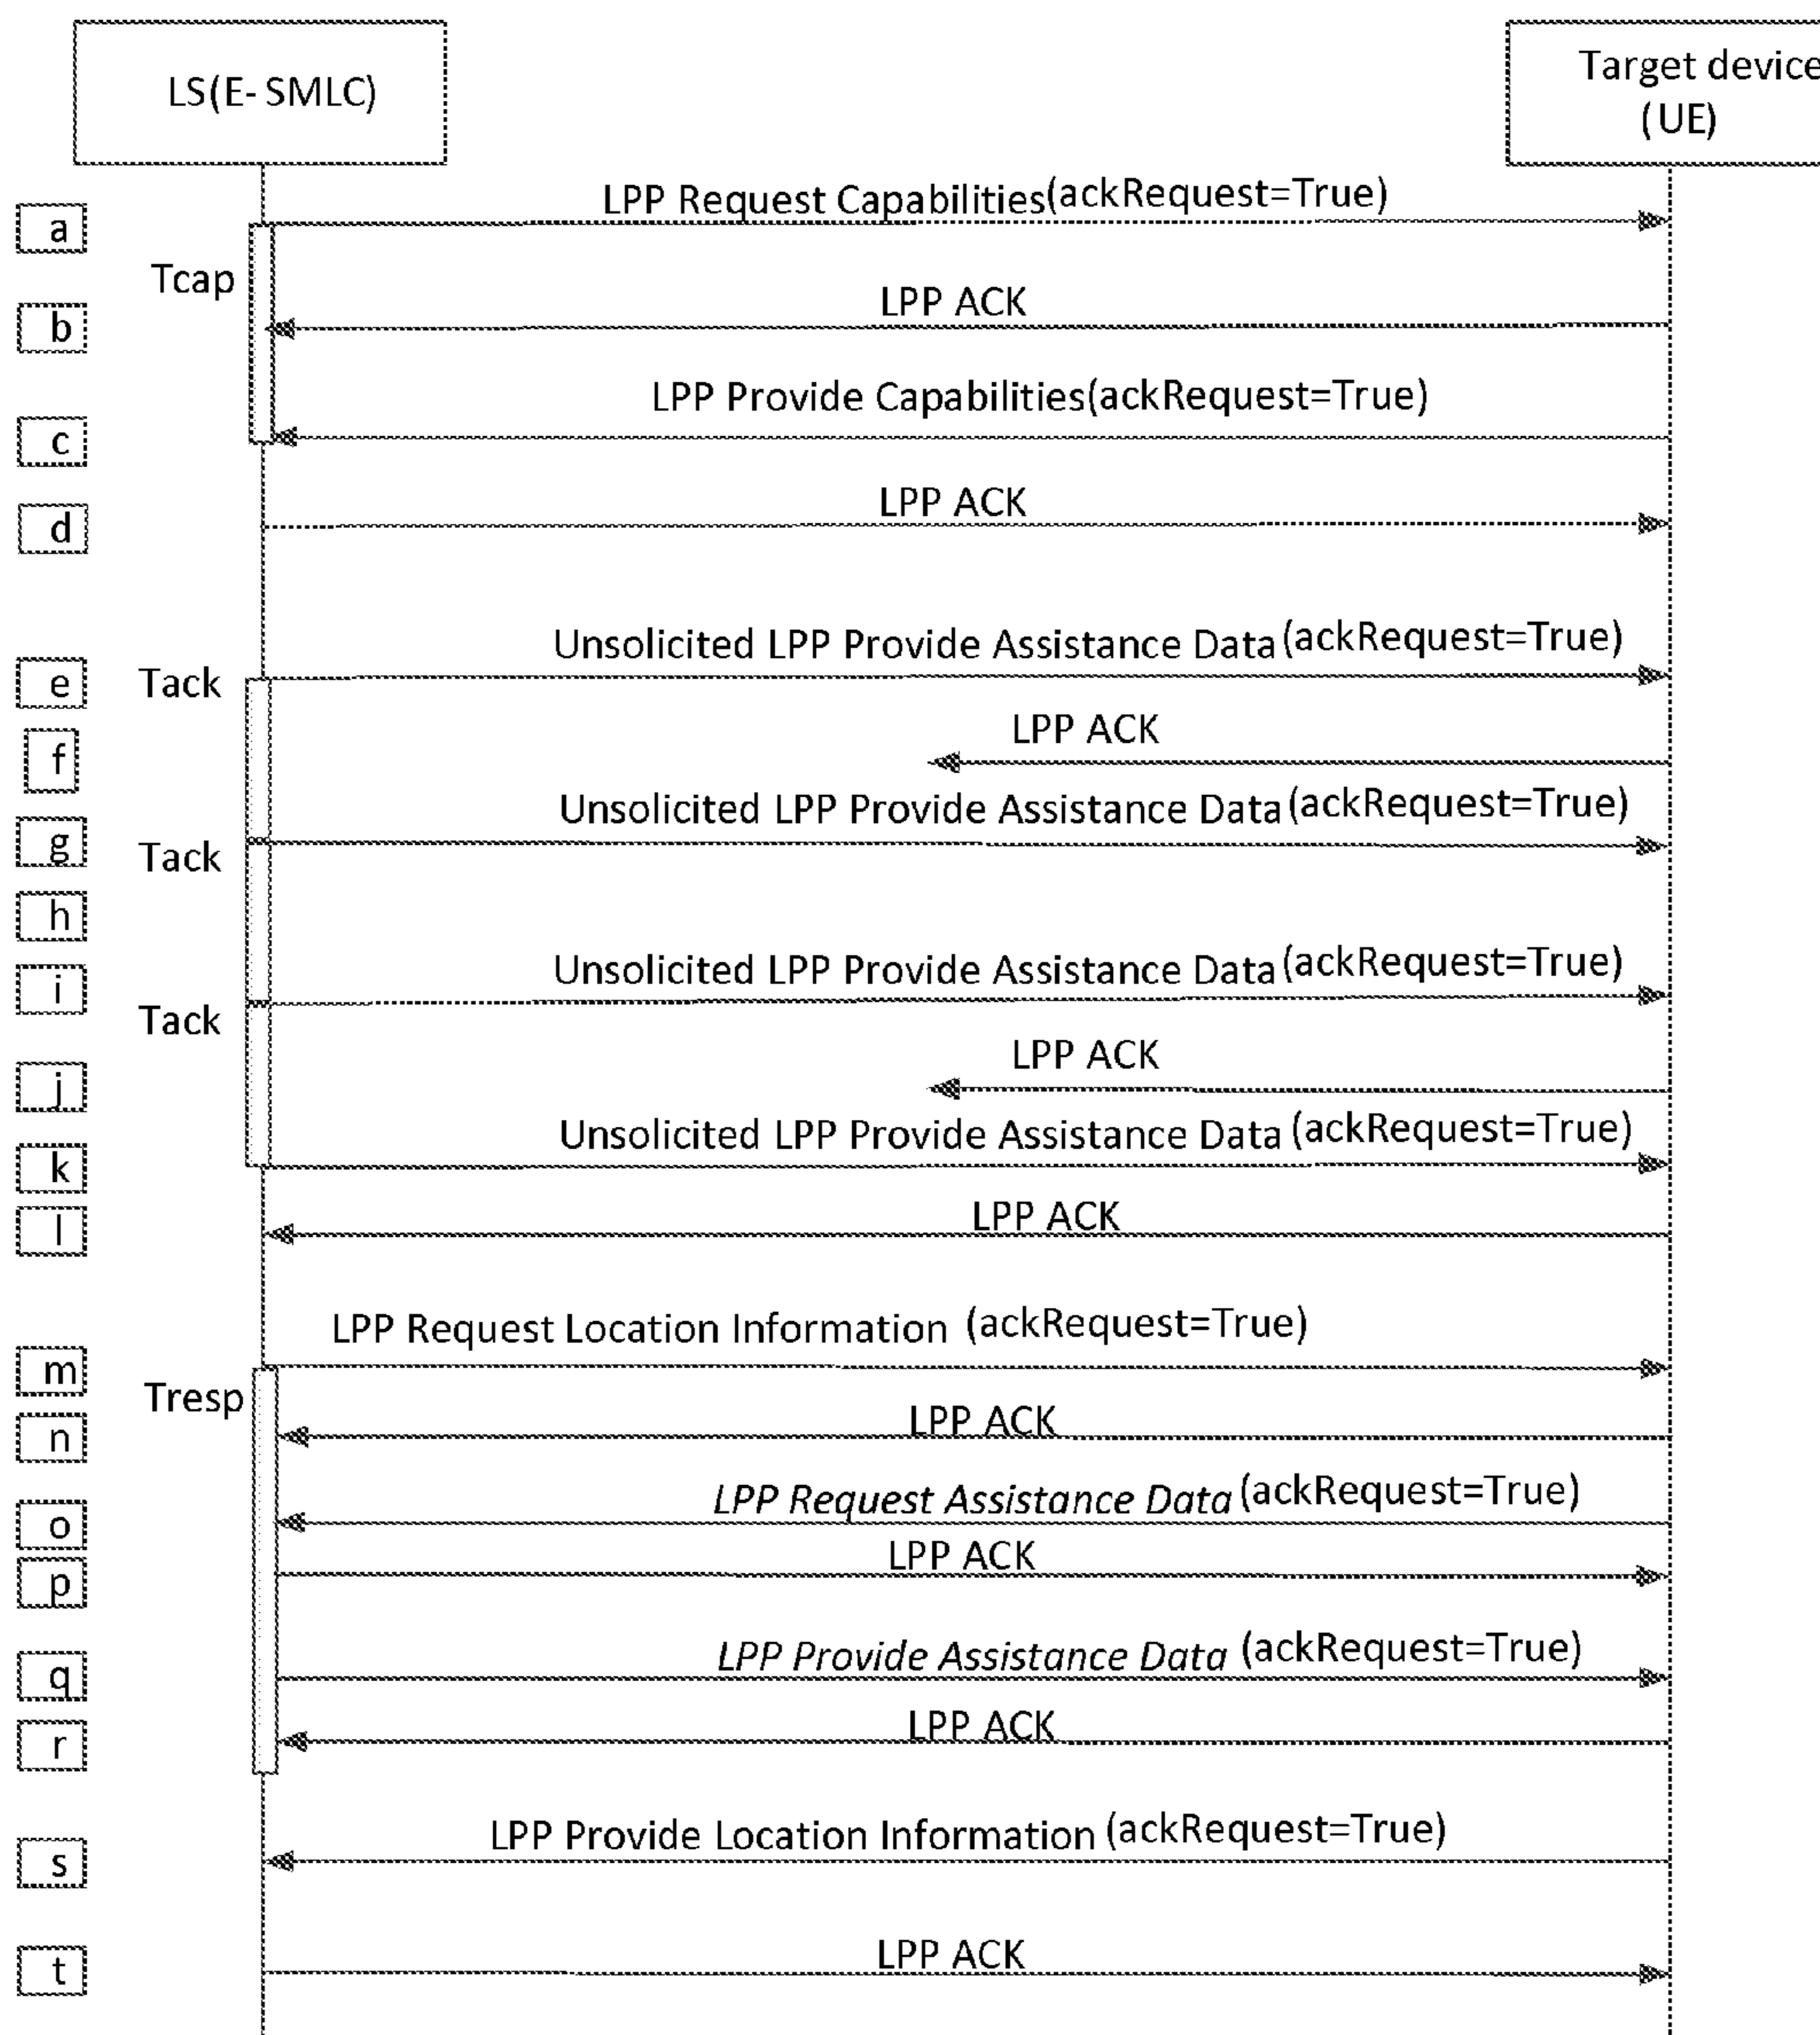 LS(E- SMLC)
Target device
(UE)
LPP Request Capabilities(ackRequest=True)
a
Tcap
LPP ACK
b
LPP Provide Capabilities(ackRequest=True)
c
LPP ACK
d
Unsolicited LPP Provide Assistance Data(ackRequest=True)
e
Tack
LPP ACK
f
Unsolicited LPP Provide Assistance Data(ackRequest=True)
g
Tack
h
Unsolicited LPP Provide Assistance Data(ackRequest=True)
i
Tack
LPP ACK
j
Unsolicited LPP Provide Assistance Data (ackRequest=True)
k
LPP ACK
l
LPP Request Location Information (ackRequest=True)
m
Tresp
LPP ACK
n
LPP Request Assistance Data (ackRequest=True)
o
LPP ACK
p
LPP Provide Assistance Data (ackRequest=True)
q
LPP ACK
r
LPP Provide Location Information (ackRequest=True)
s
LPP ACK
t